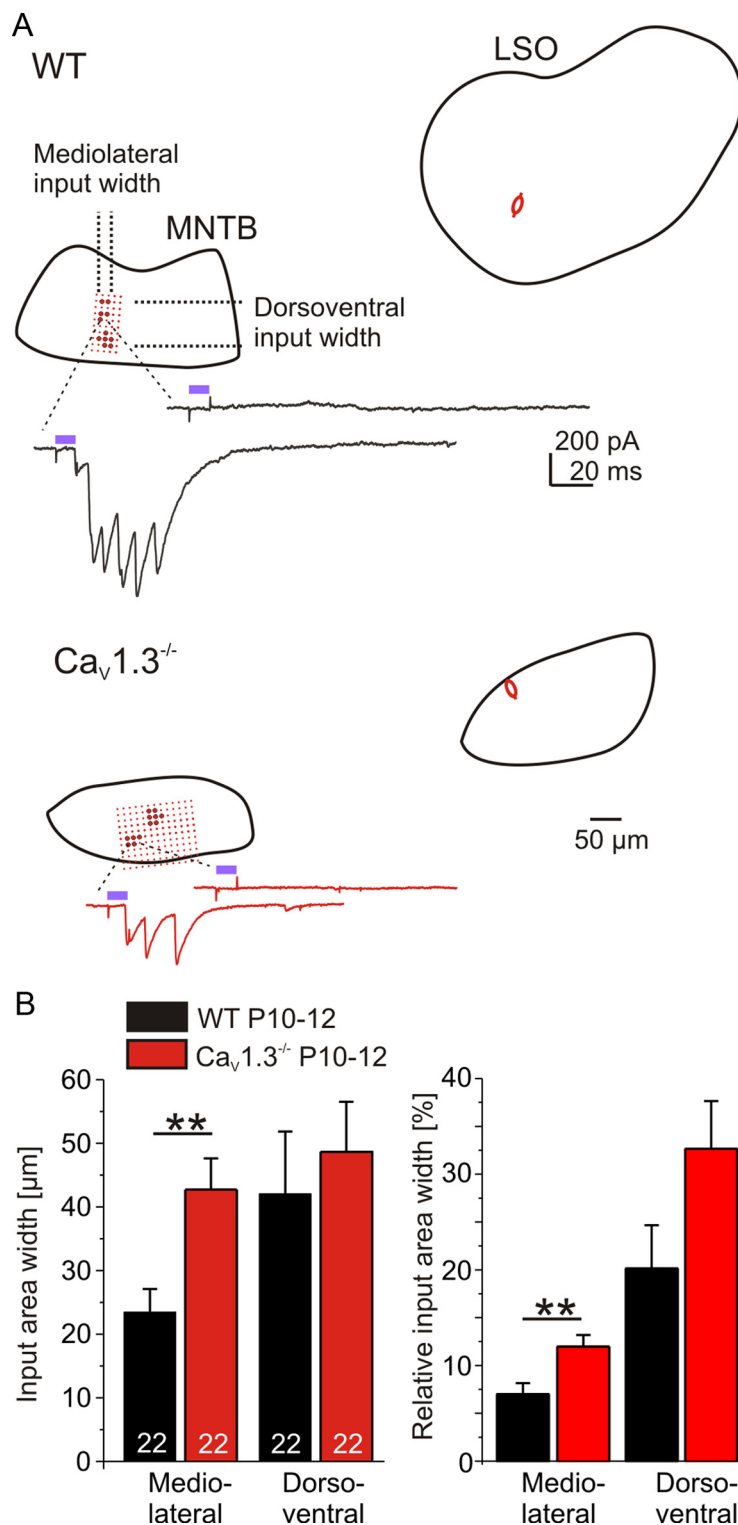 A
WT
LSO
Mediolateral
input width
MNTB
Dorsoventral
input width
200 pA
20 ms
Caᵥ1.3⁻/⁻
50 µm
B
WT P10-12
Caᵥ1.3⁻/⁻ P10-12
Input area width [µm]
60
50
40
30
20
10
0
**
22
22
22
22
Medio-
lateral
Dorso-
ventral
Relative input area width [%]
40
30
20
10
0
**
Medio-
lateral
Dorso-
ventral